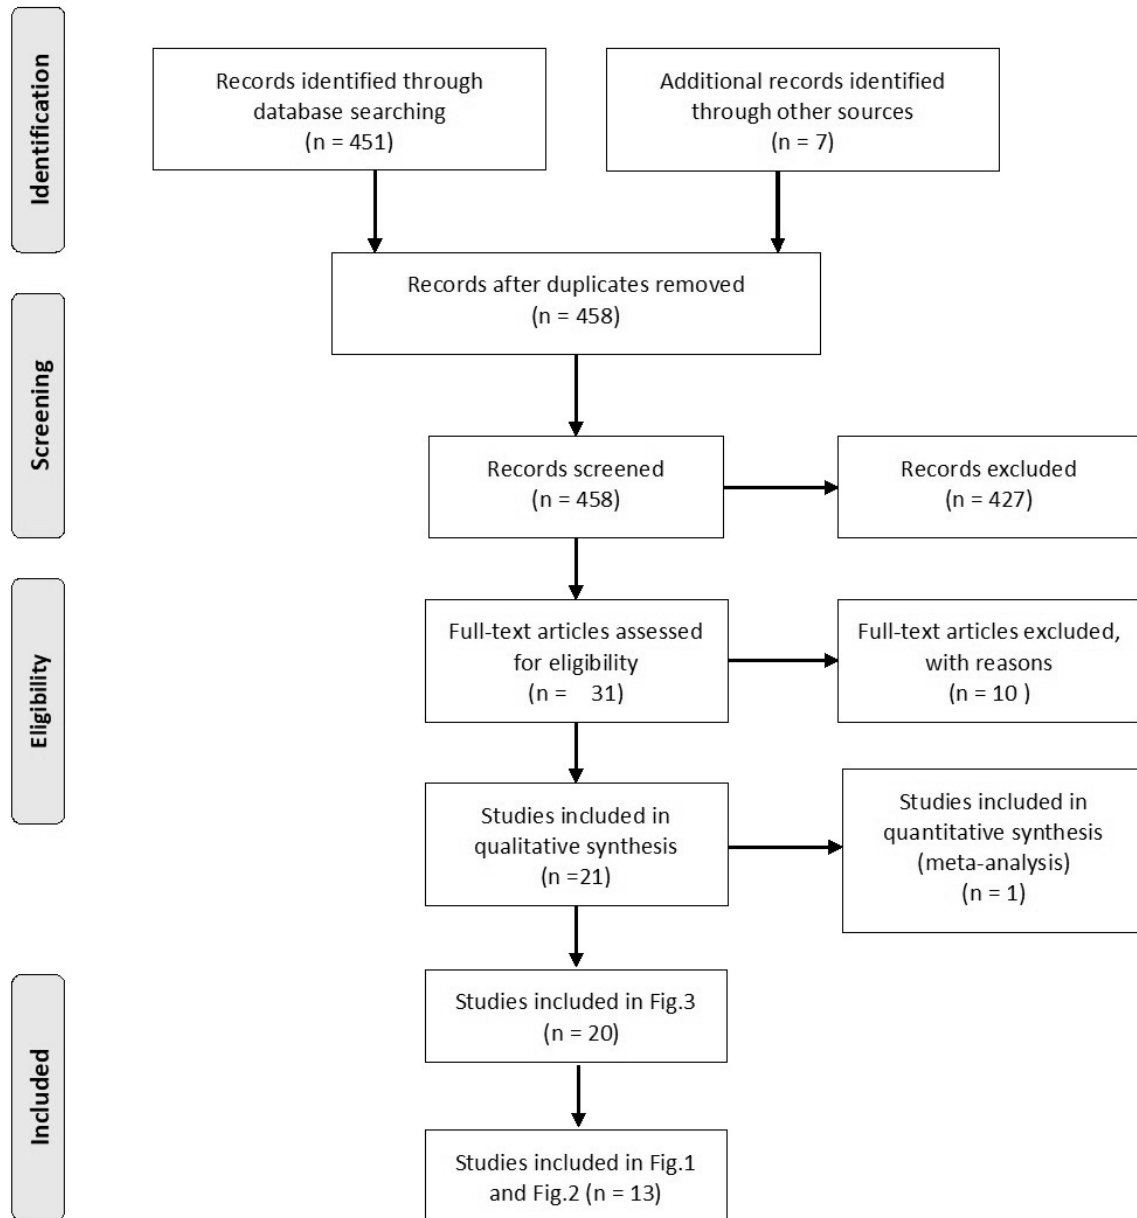 Identification
Records identified through
database searching
(n = 451)
Additional records identified
through other sources
(n = 7)
Records after duplicates removed
(n = 458)
Screening
Records screened
(n = 458)
Records excluded
(n = 427)
Eligibility
Full-text articles assessed
for eligibility
(n = 31)
Full-text articles excluded,
with reasons
(n = 10 )
Studies included in
qualitative synthesis
(n =21)
Studies included in
quantitative synthesis
(meta-analysis)
(n = 1)
Included
Studies included in Fig.3
(n = 20)
Studies included in Fig.1
and Fig.2 (n = 13)